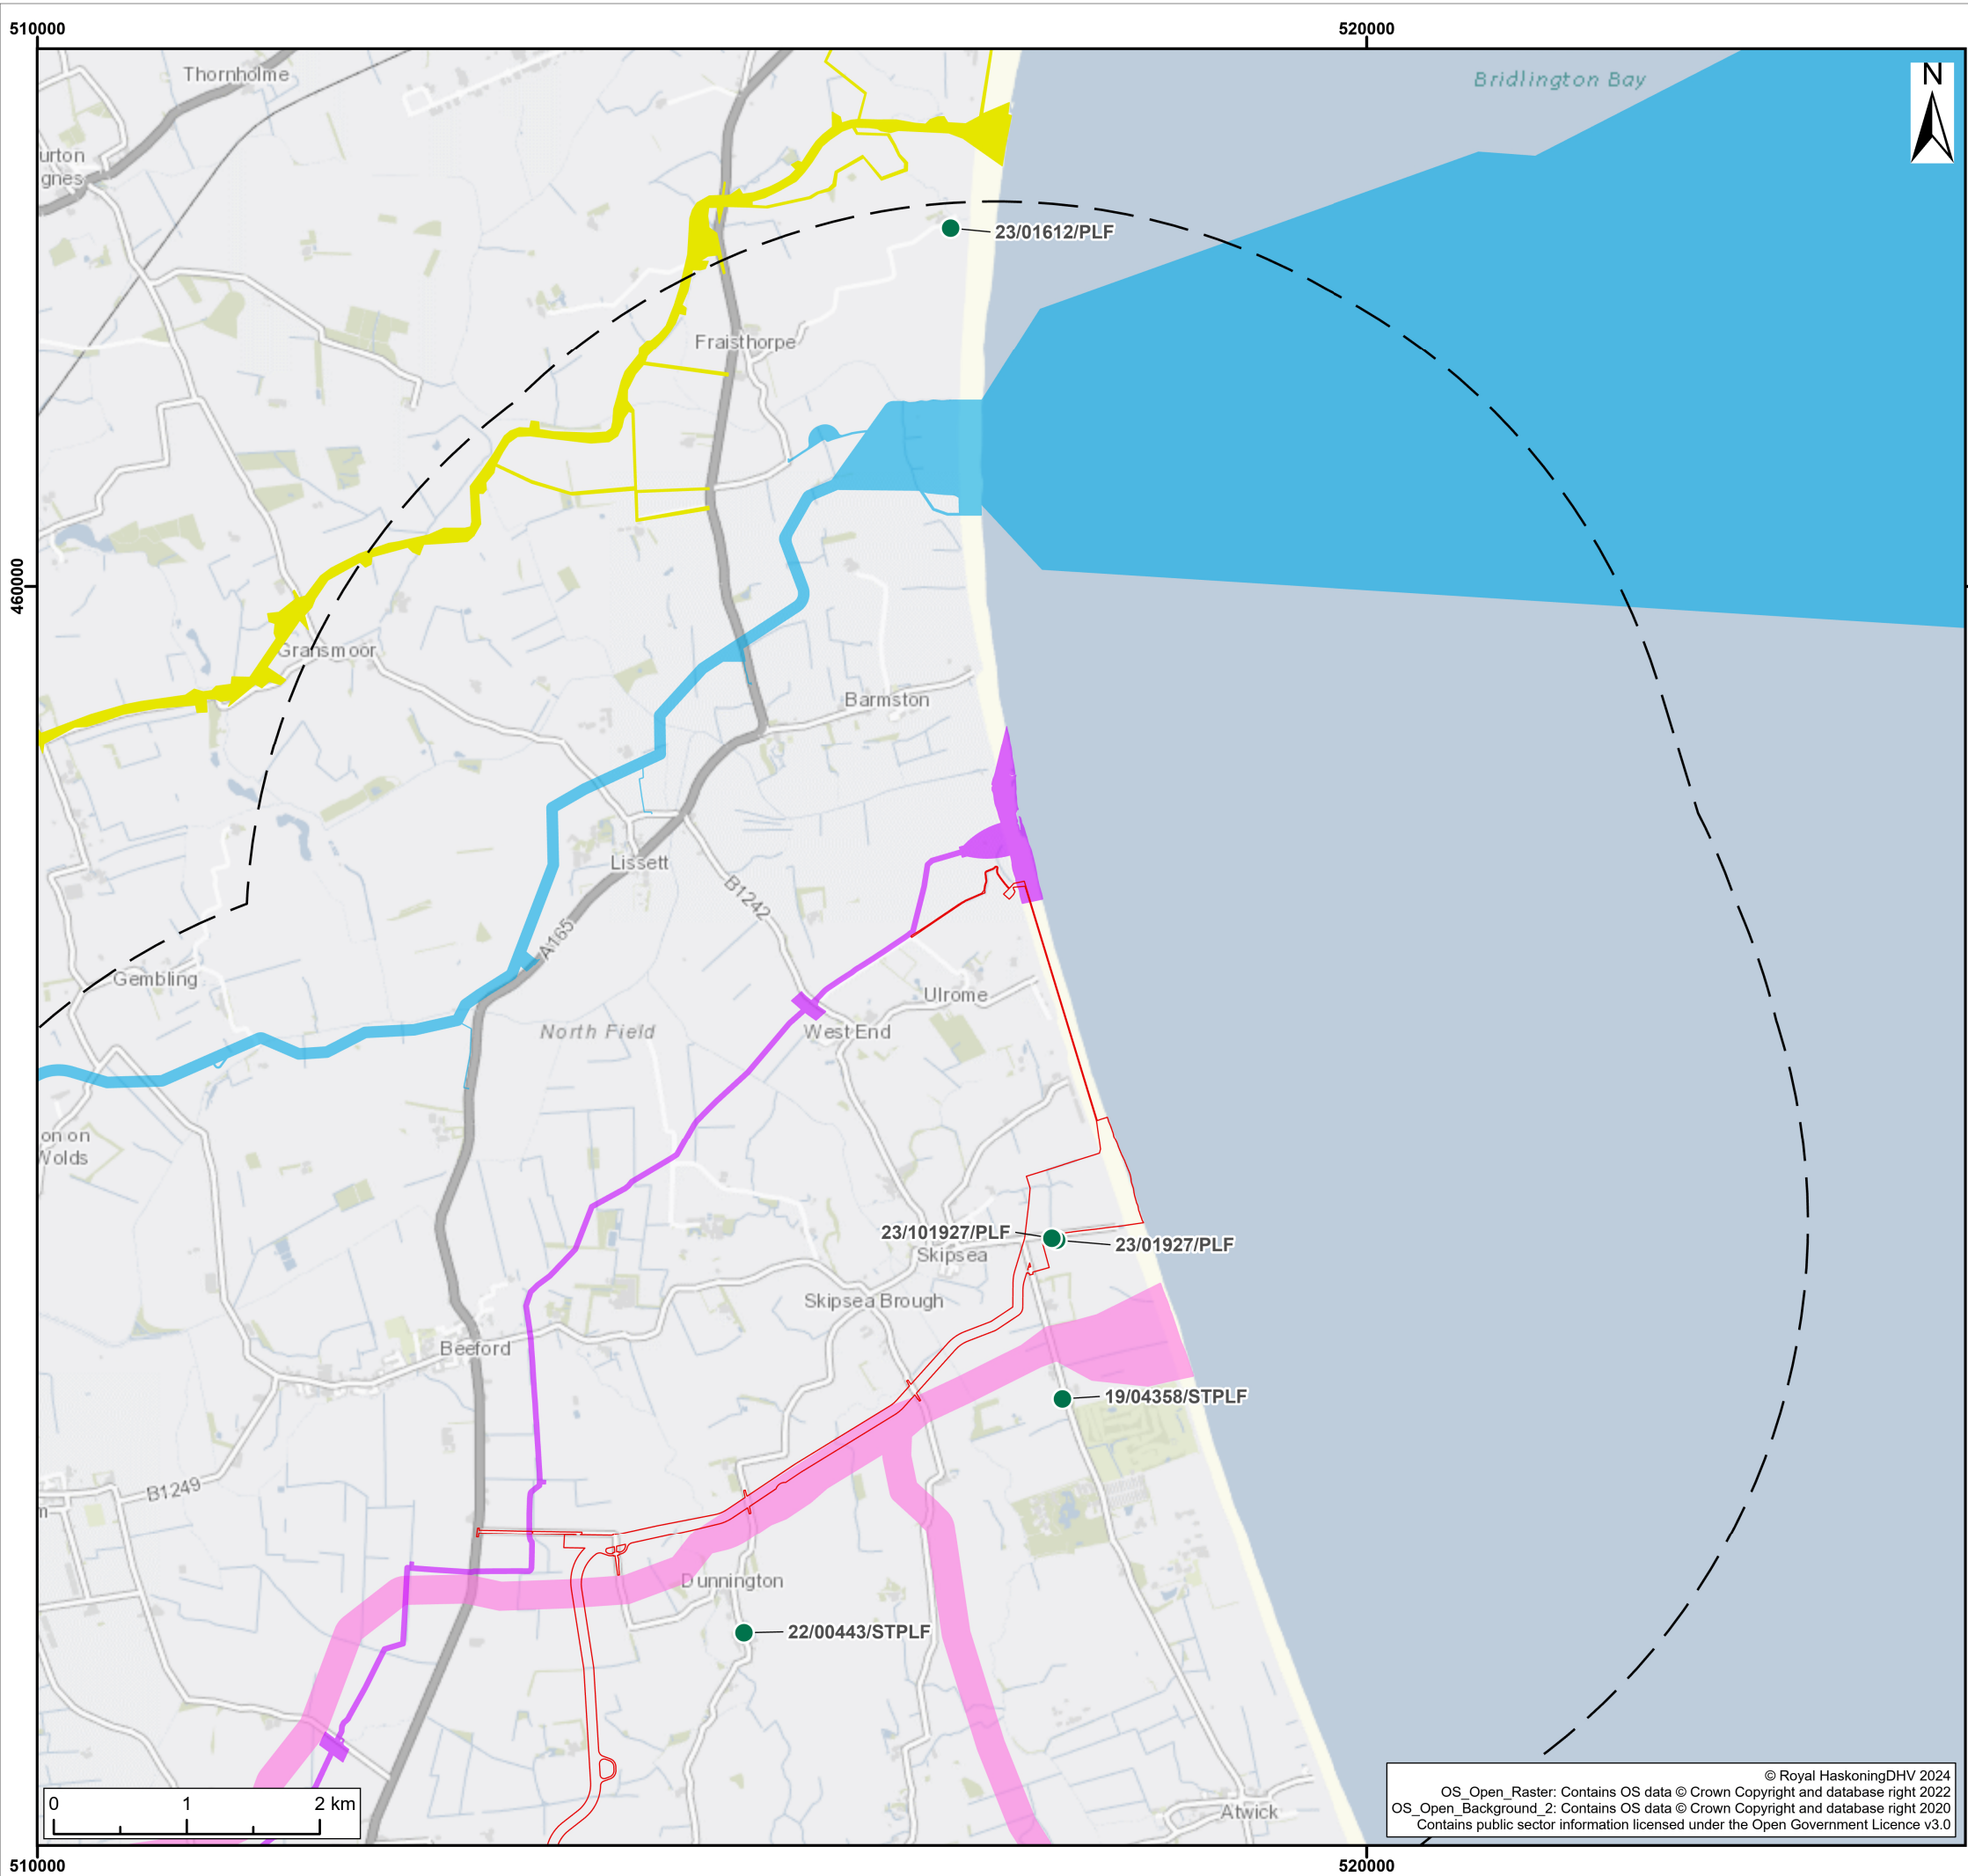 510000
520000
Thornholme
Bridlington Bay
N
urton
gnes
23/01612/PLF
Fraisthorpe
460000
Gransmoor
Barmston
Lissett
B1242
A165
Gembling
Ulrome
North Field
West End
on on
Wolds
23/101927/PLF
23/01927/PLF
Skipsea
Skipsea Brough
Beeford
19/04358/STPLF
B1249
m
Dunnington
22/00443/STPLF
Atwick
0 1 2 km
© Royal HaskoningDHV 2024
OS_Open_Raster: Contains OS data © Crown Copyright and database right 2022
OS_Open_Background_2: Contains OS data © Crown Copyright and database right 2020
Contains public sector information licensed under the Open Government Licence v3.0
510000
520000